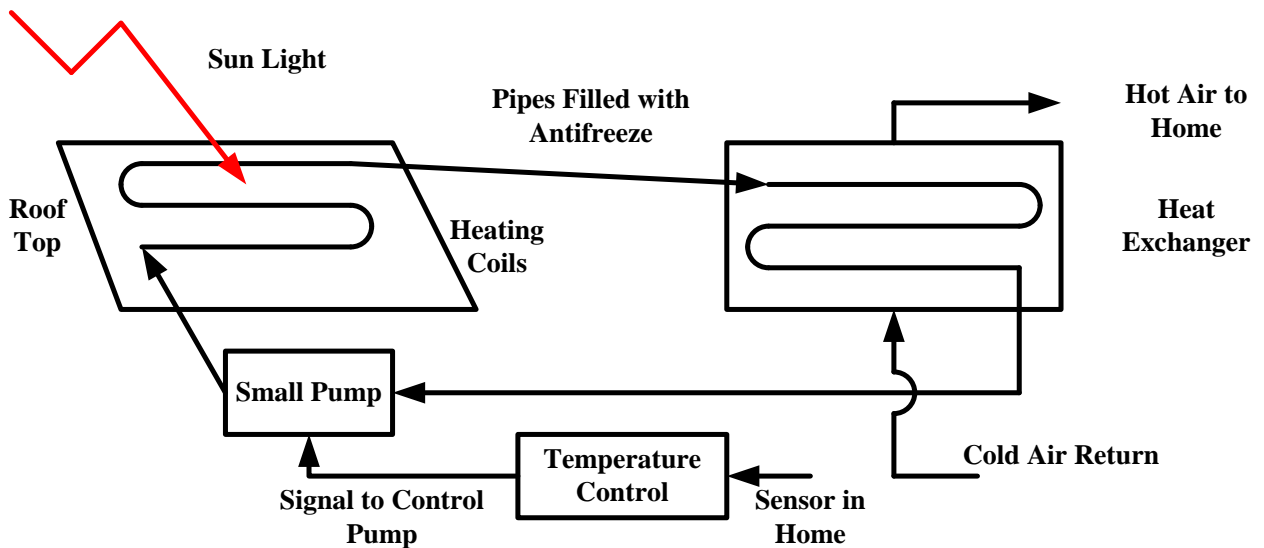 Sun Light
Pipes Filled with
Antifreeze
Hot Air to
Home
Roof
Top
Heating
Coils
Heat
Exchanger
Small Pump
Temperature
Control
Cold Air Return
Signal to Control
Pump
Sensor in
Home